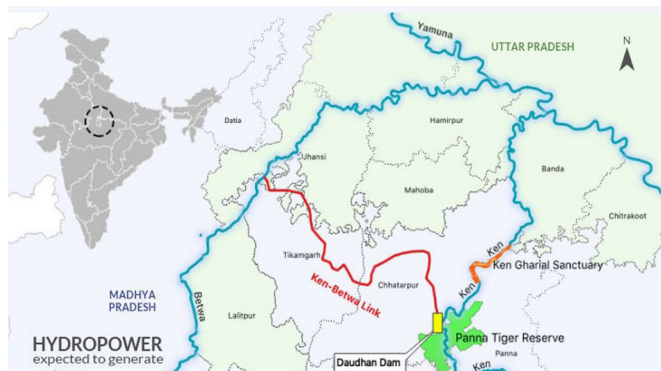 Yamuna
UTTAR PRADESH
N
Datia
Hamirpur
Uhansi
Banda
Mahoba
Chitrakoot
Ken
Tikamgarh
Ken Gharial Sanctuary
Ken-Betwa Link
Chhatarpur
Ken
MADHYA
PRADESH
Betwa
Lalitpur
HYDROPOWER
expected to generate
Panna Tiger Reserve
Panna
Daudhan Dam
Ken